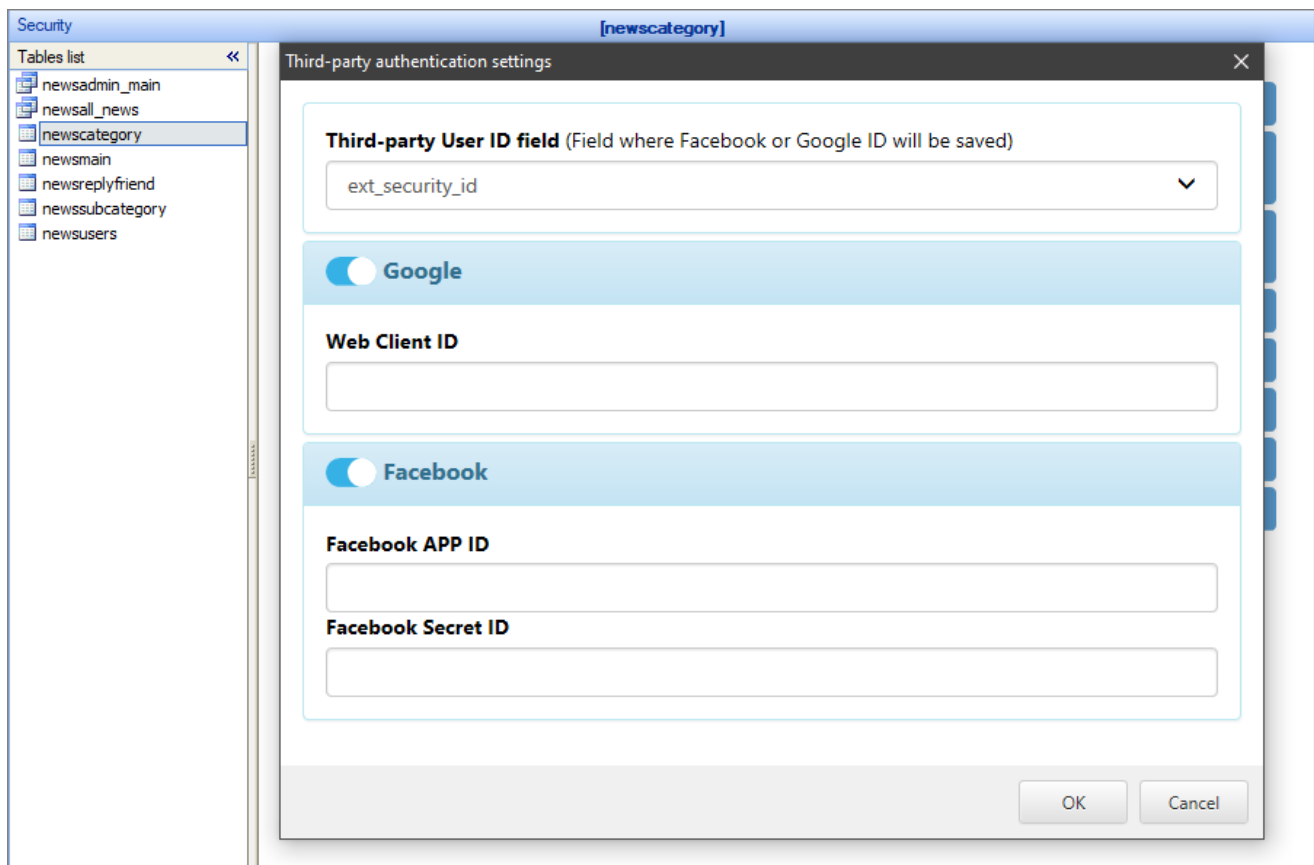 Security
[newscategory]
Tables list
newsadmin_main
newsall_news
newscategory
newsmain
newsreplyfriend
newssubcategory
newsusers
Third-party authentication settings
Third-party User ID field (Field where Facebook or Google ID will be saved)
ext_security_id
Google
Web Client ID
Facebook
Facebook APP ID
Facebook Secret ID
OK Cancel